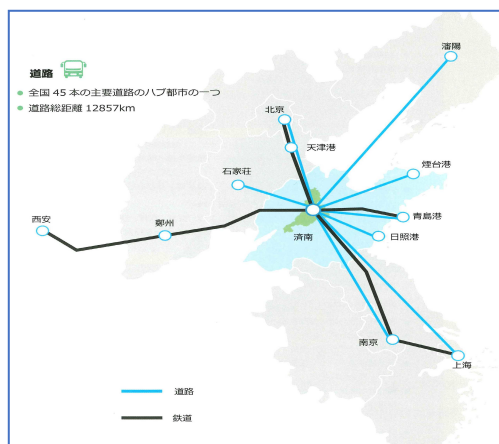 道路
全国 45 本の主要道路のハブ都市の一つ
道路総距離 12857km
瀋陽
北京
天津港
石家荘
煙台港
西安
鄭州
青島港
済南
日照港
南京
上海
道路
鉄道